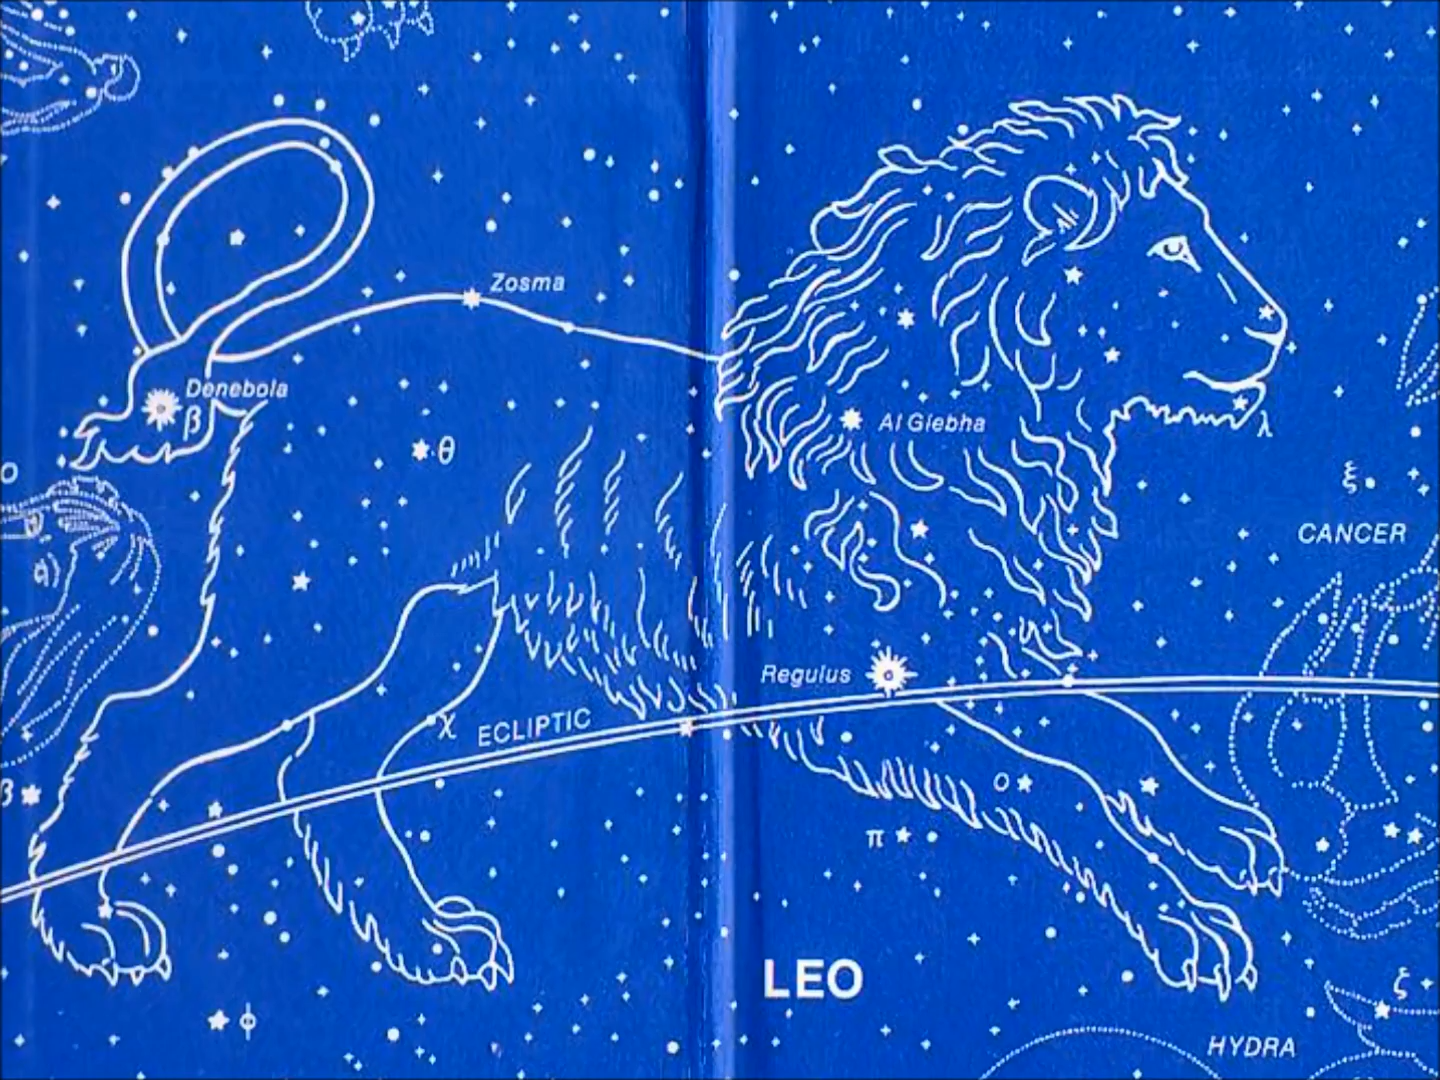 Zosma
Denebola
β
θ
Al Giebha
λ
ο
ξ
CANCER
Regulus
χ
ECLIPTIC
β
ο
π
LEO
ζ
φ
HYDRA